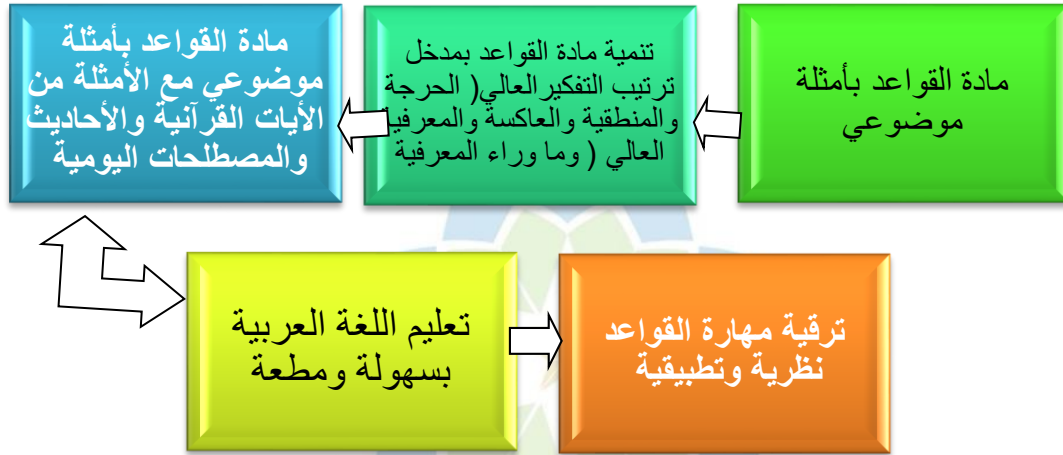 مادة القواعد بأمثلة
موضوعي
تنمية مادة القواعد بمدخل
ترتيب التفكير العالي( الحرجة
والمنطقية والعاكسة والمعرفية
العالي ( وما وراء المعرفية
مادة القواعد بأمثلة
موضوعي مع الأمثلة من
الأيات القرآنية والأحاديث
والمصطلحات اليومية
تعليم اللغة العربية
بسهولة ومطعة
ترقية مهارة القواعد
نظرية وتطبيقية